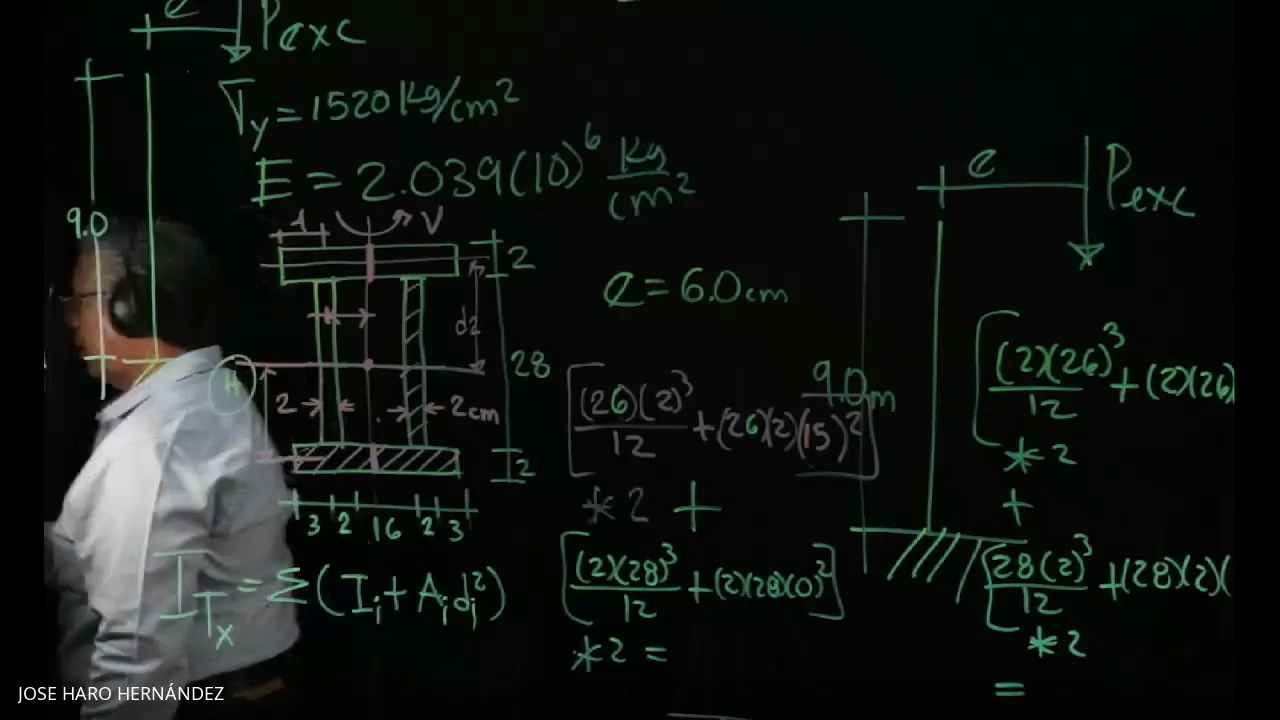 e
Pexc
σy = 1520 kg/cm²
E = 2.039(10)⁶ kg/cm²
e
Pexc
9.0
V
2
e = 6.0cm
d2
28
H
2
2cm
2
9.0m
[(26)(2)³/12 + (26)(2)(15)²]
*2 +
[(2)(28)³/12 + (2)(28)(0)²]
*2 =
[(2)(26)³/12 + (2)(26)
*2
+
[28(2)³/12 + (28)(2)(
*2
=
3 2 16 2 3
ITx = Σ(Ii + Aidi²)
JOSE HARO HERNÁNDEZ